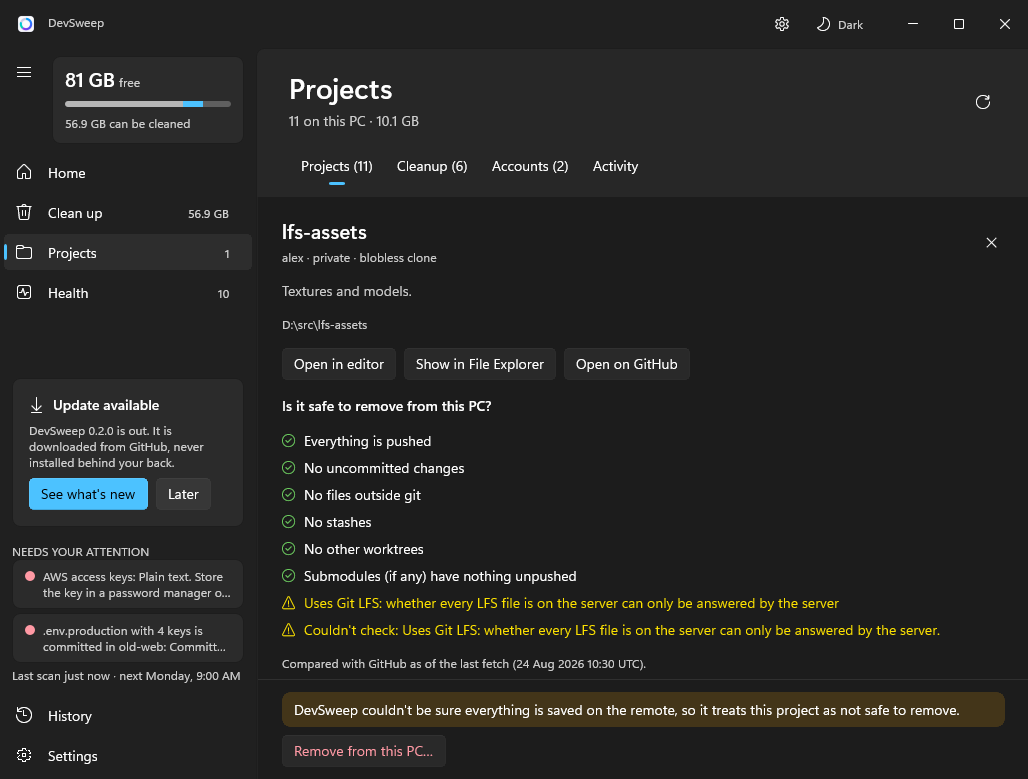 DevSweep
Dark
81 GB free
56.9 GB can be cleaned
Home
Clean up 56.9 GB
Projects 1
Health 10
Update available
DevSweep 0.2.0 is out. It is
downloaded from GitHub, never
installed behind your back.
See what's new
Later
NEEDS YOUR ATTENTION
AWS access keys: Plain text. Store
the key in a password manager o...
.env.production with 4 keys is
committed in old-web: Committ...
Last scan just now · next Monday, 9:00 AM
History
Settings
Projects
11 on this PC · 10.1 GB
Projects (11)
Cleanup (6)
Accounts (2)
Activity
lfs-assets
alex · private · blobless clone
Textures and models.
D:\src\lfs-assets
Open in editor
Show in File Explorer
Open on GitHub
Is it safe to remove from this PC?
Everything is pushed
No uncommitted changes
No files outside git
No stashes
No other worktrees
Submodules (if any) have nothing unpushed
Uses Git LFS: whether every LFS file is on the server can only be answered by the server
Couldn't check: Uses Git LFS: whether every LFS file is on the server can only be answered by the server.
Compared with GitHub as of the last fetch (24 Aug 2026 10:30 UTC).
DevSweep couldn't be sure everything is saved on the remote, so it treats this project as not safe to remove.
Remove from this PC...